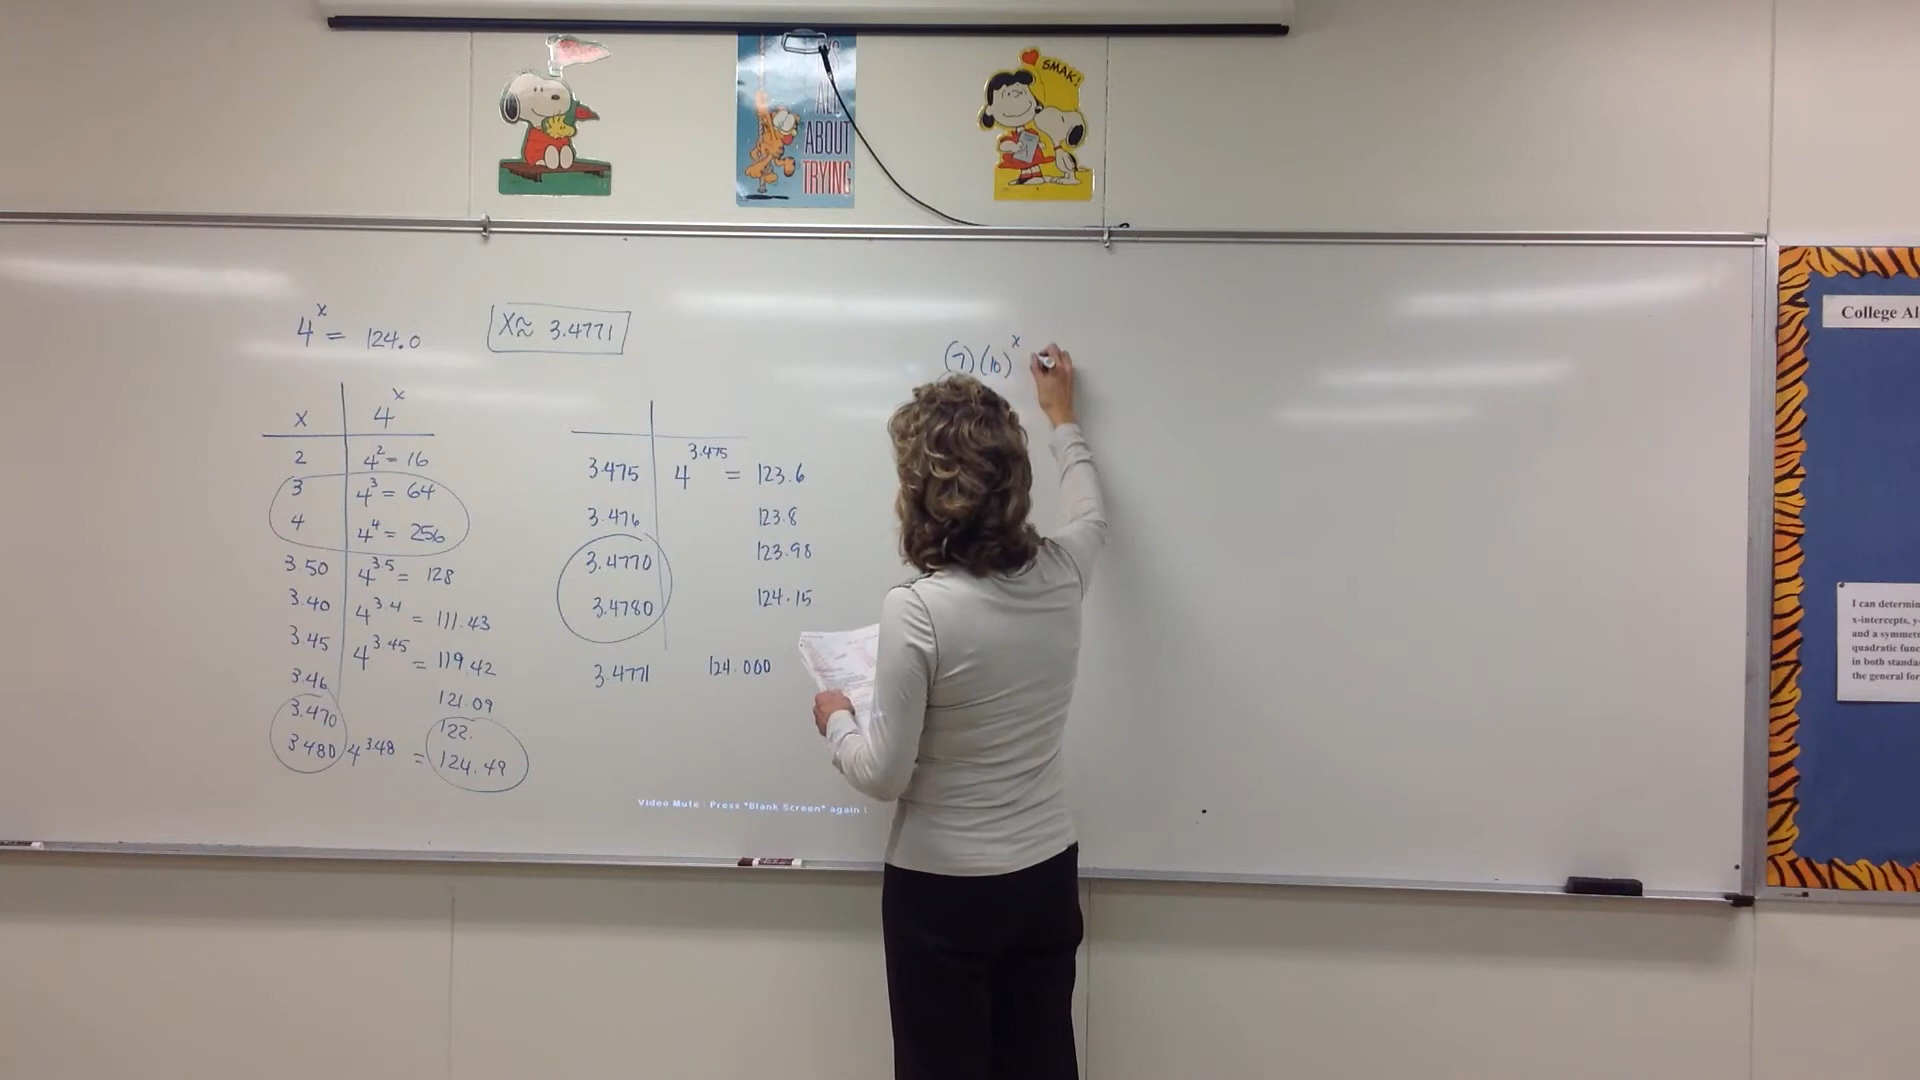 SMAK!
ALL
ABOUT
TRYING
College Al
4^x = 124.0
X≈ 3.4771
(7)(10)^x
x 4^x
2 4^2 = 16
3 4^3 = 64
4 4^4 = 256
3.50 4^3.5 = 128
3.40 4^3.4 = 111.43
3.45 4^3.45 = 119.42
3.46 121.09
3.470 122.
3.480 4^3.48 = 124.49
3.475 4^3.475 = 123.6
3.476 123.8
3.4770 123.98
3.4780 124.15
3.4771 124.000
Video Mute : Press "Blank Screen" again
I can determin
x-intercepts, y-
and a symmetr
quadratic func
in both standa
the general for